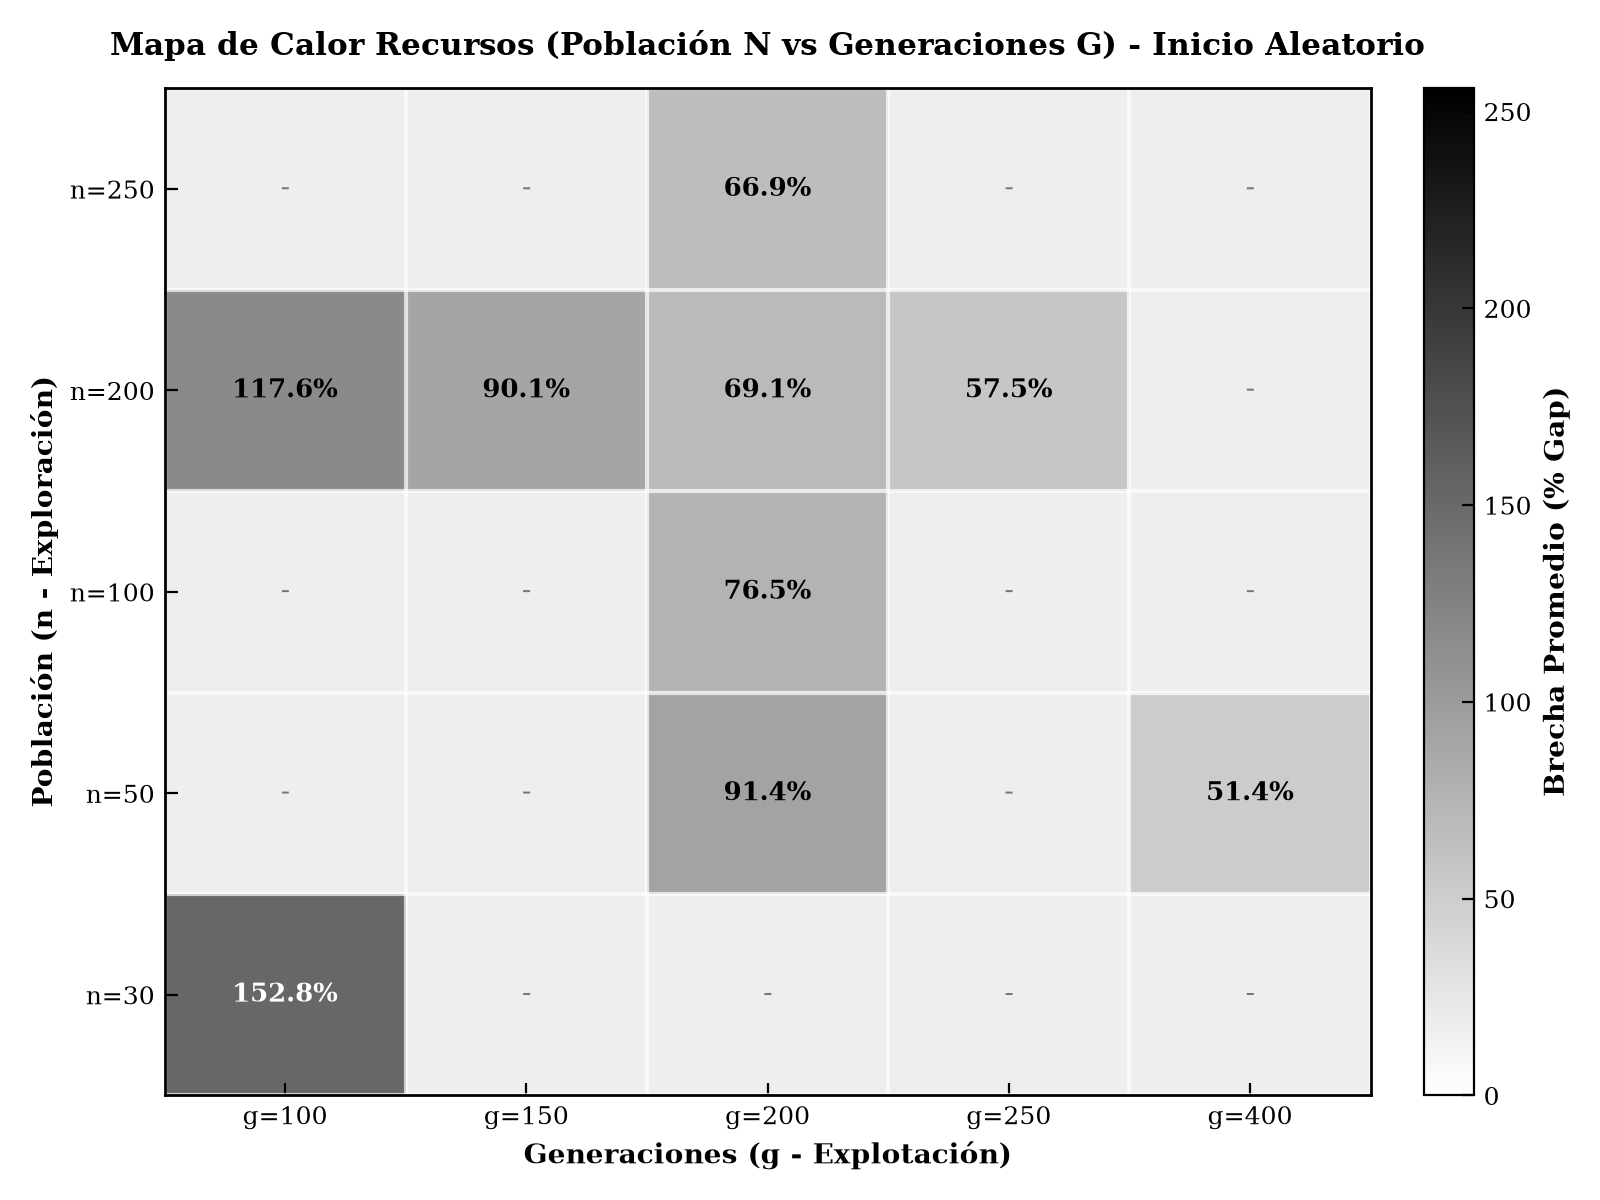 Mapa de Calor Recursos (Población N vs Generaciones G) - Inicio Aleatorio
Población (n - Exploración)
n=250 - - 66.9% - -
n=200 117.6% 90.1% 69.1% 57.5% -
n=100 - - 76.5% - -
n=50 - - 91.4% - 51.4%
n=30 152.8% - - - -
g=100 g=150 g=200 g=250 g=400
Generaciones (g - Explotación)
250
200
150
100
50
0
Brecha Promedio (% Gap)